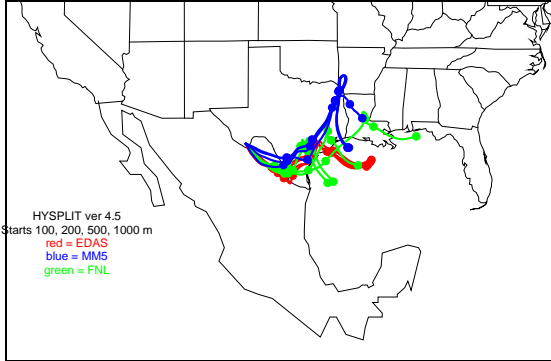 HYSPLIT ver 4.5
Starts 100, 200, 500, 1000 m
red = EDAS
blue = MM5
green = FNL